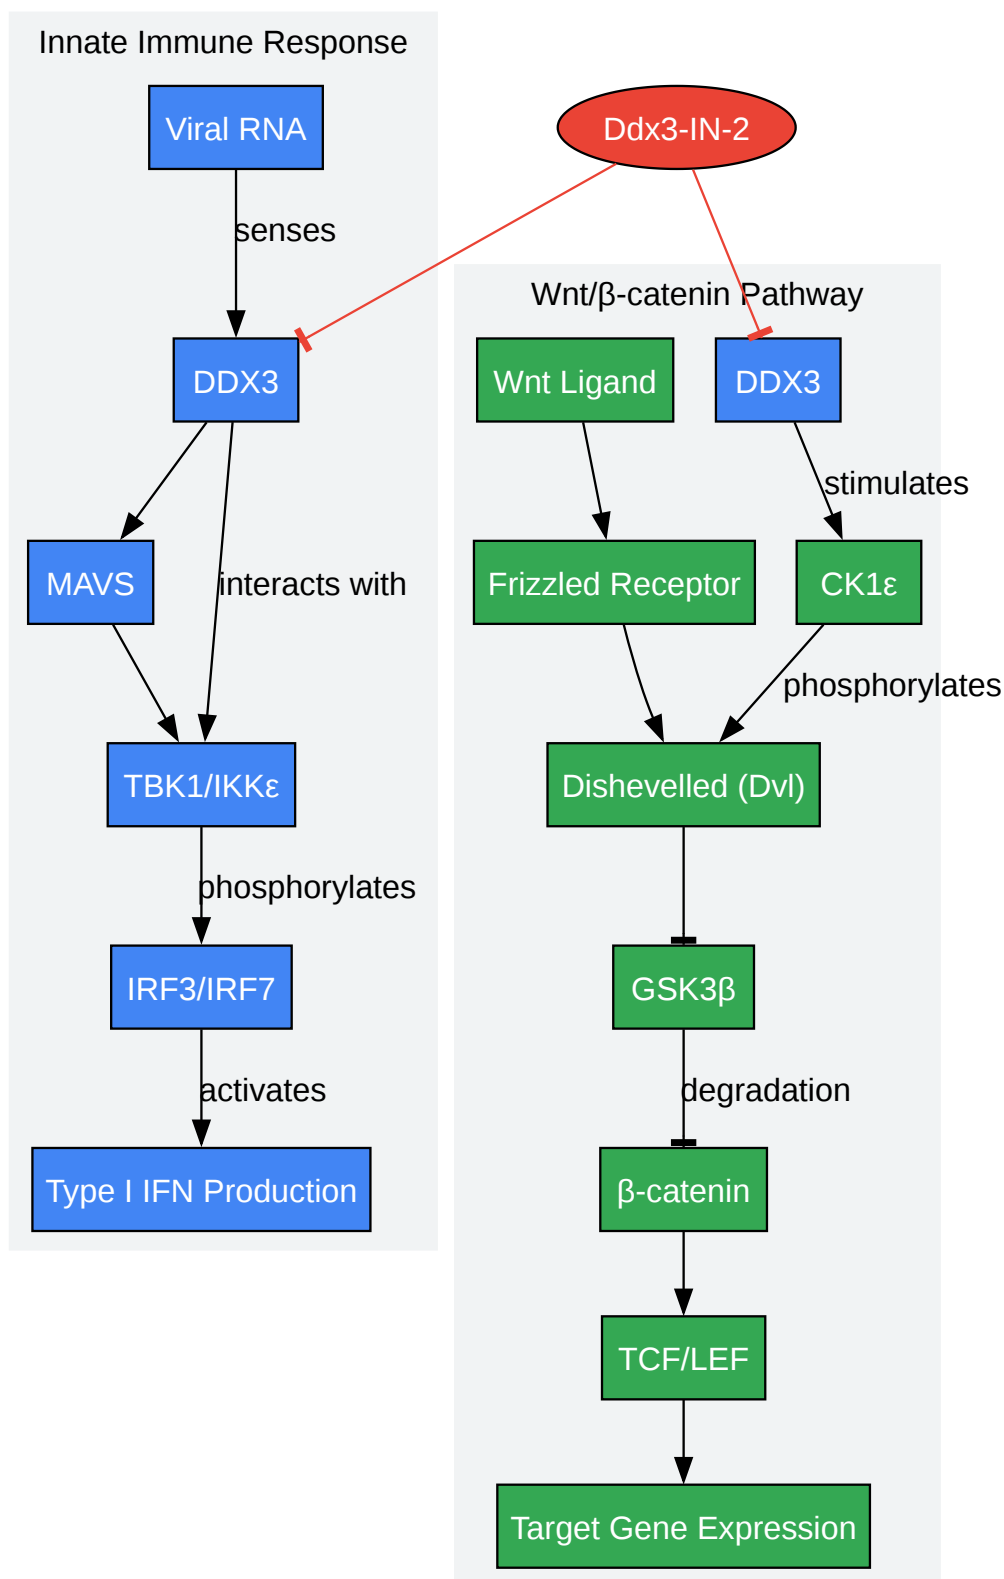 Innate Immune Response
Viral RNA
Ddx3-IN-2
senses
Wnt/β-catenin Pathway
DDX3
Wnt Ligand
DDX3
stimulates
MAVS
interacts with
Frizzled Receptor
CK1ε
phosphorylates
TBK1/IKKε
Dishevelled (Dvl)
phosphorylates
IRF3/IRF7
GSK3β
activates
degradation
Type I IFN Production
β-catenin
TCF/LEF
Target Gene Expression